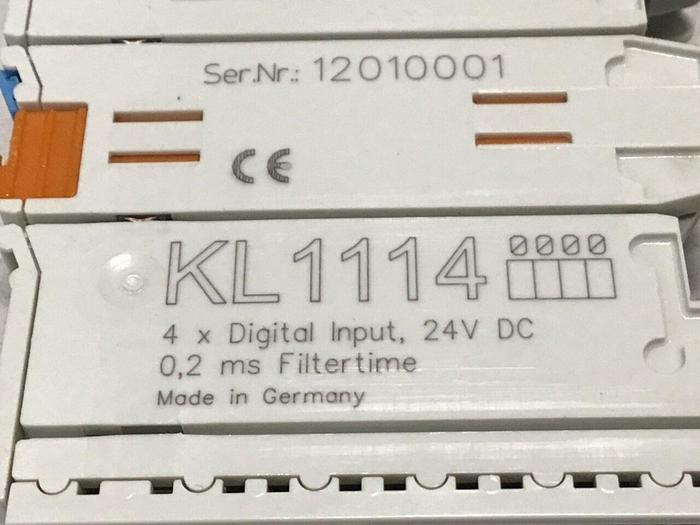 Ser.Nr.: 12010001
CE
KL1114 0000
4 x Digital Input, 24V DC
0,2 ms Filtertime
Made in Germany